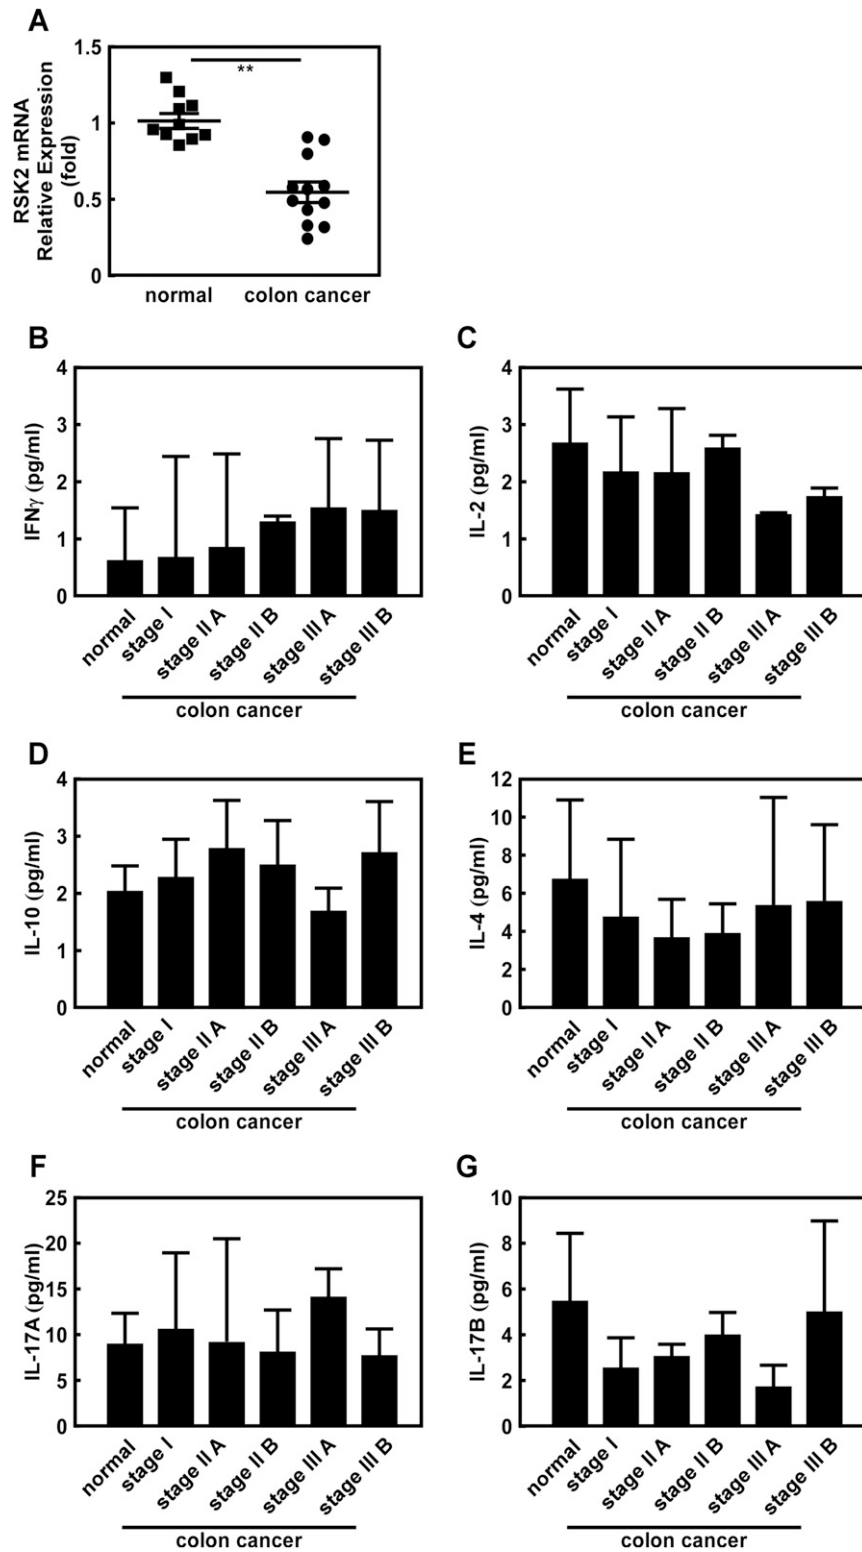 A
RSK2 mRNA
Relative Expression
(fold)
1.5
1
0.5
0
**
normal
colon cancer
B
IFNγ (pg/ml)
4
3
2
1
0
normal
stage I
stage II A
stage II B
stage III A
stage III B
colon cancer
C
IL-2 (pg/ml)
4
3
2
1
0
normal
stage I
stage II A
stage II B
stage III A
stage III B
colon cancer
D
IL-10 (pg/ml)
4
3
2
1
0
normal
stage I
stage II A
stage II B
stage III A
stage III B
colon cancer
E
IL-4 (pg/ml)
12
10
8
6
4
2
0
normal
stage I
stage II A
stage II B
stage III A
stage III B
colon cancer
F
IL-17A (pg/ml)
25
20
15
10
5
0
normal
stage I
stage II A
stage II B
stage III A
stage III B
colon cancer
G
IL-17B (pg/ml)
10
8
6
4
2
0
normal
stage I
stage II A
stage II B
stage III A
stage III B
colon cancer